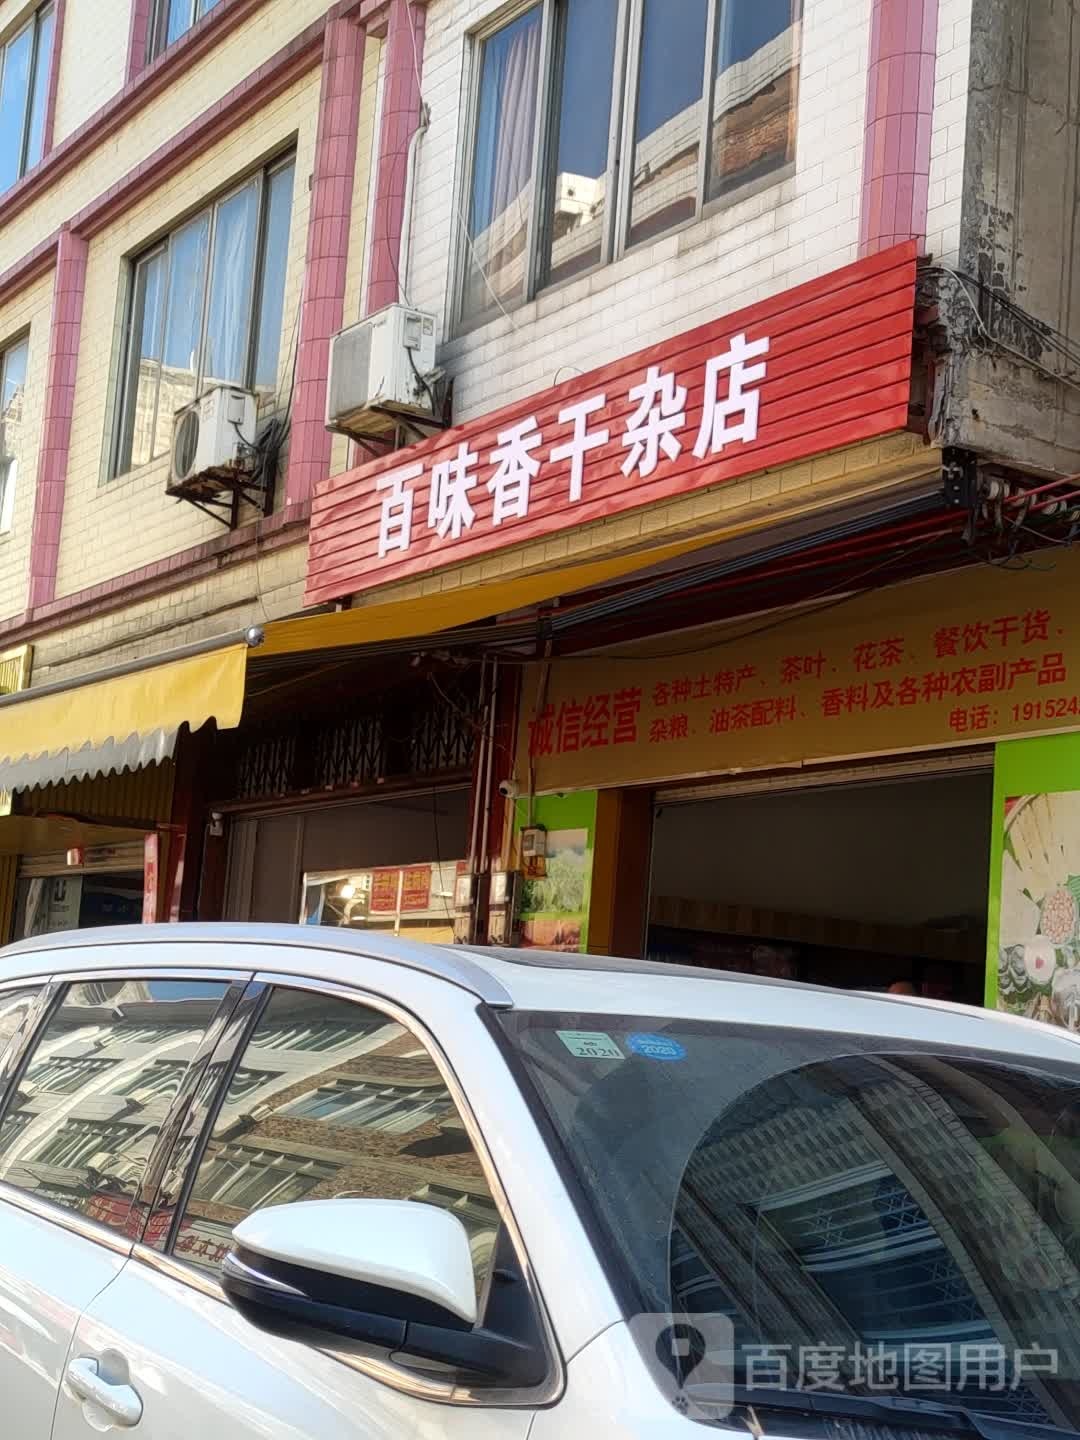 百味香干杂店
诚信经营
各种土特产、茶叶、花茶、餐饮干货、
杂粮、油茶配料、香料及各种农副产品
电话：191524
2020
2020
百度地图用户